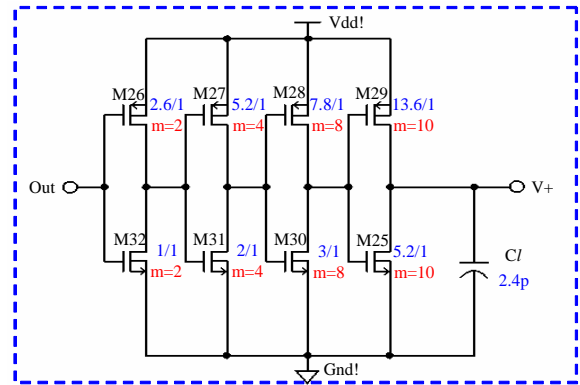 Vdd!
M26 M27 M28 M29
2.6/1 5.2/1 7.8/1 13.6/1
m=2 m=4 m=8 m=10
Out V+
M32 M31 M30 M25
1/1 2/1 3/1 5.2/1
m=2 m=4 m=8 m=10
Cl
2.4p
Gnd!